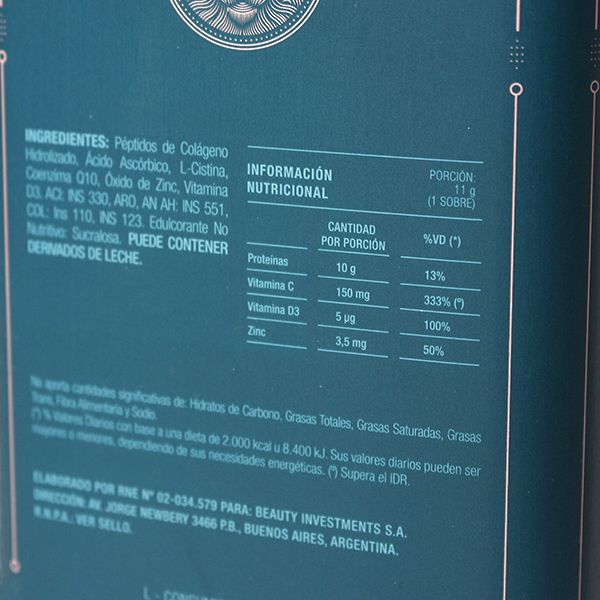 INGREDIENTES: Péptidos de Colágeno
Hidrolizado, Ácido Ascórbico, L-Cistina,
Coenzima Q10, Óxido de Zinc, Vitamina
D3. ACI: INS 330, ARO, AN AH: INS 551,
COL: Ins 110, INS 123. Edulcorante No
Nutritivo: Sucralosa. PUEDE CONTENER
DERIVADOS DE LECHE.
INFORMACIÓN NUTRICIONAL
PORCIÓN: 11 g (1 SOBRE)
CANTIDAD POR PORCIÓN %VD (*)
Proteínas 10 g 13%
Vitamina C 150 mg 333% (º)
Vitamina D3 5 µg 100%
Zinc 3,5 mg 50%
No aporta cantidades significativas de: Hidratos de Carbono, Grasas Totales, Grasas Saturadas, Grasas
Trans, Fibra Alimentaria y Sodio.
(*) % Valores Diarios con base a una dieta de 2.000 kcal u 8.400 kJ. Sus valores diarios pueden ser
mayores o menores, dependiendo de sus necesidades energéticas. (º) Supera el IDR.
ELABORADO POR RNE N° 02-034.579 PARA: BEAUTY INVESTMENTS S.A.
DIRECCIÓN: AV. JORGE NEWBERY 3466 P.B., BUENOS AIRES, ARGENTINA.
R.N.P.A.: VER SELLO.